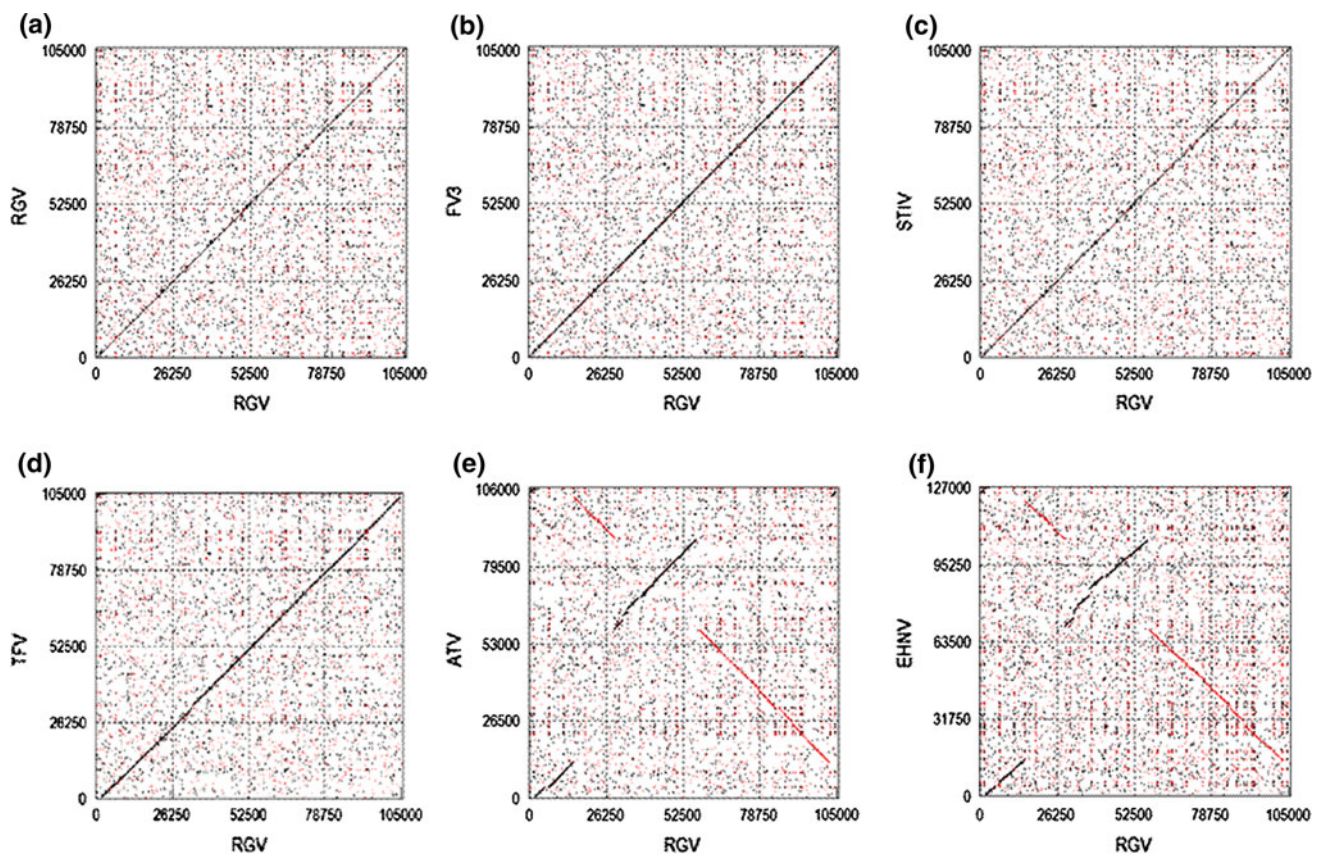 (a)
105000
78750
52500
26250
0
RGV
0 26250 52500 78750 105000
RGV
(b)
105000
78750
52500
26250
0
FV3
0 26250 52500 78750 105000
RGV
(c)
105000
78750
52500
26250
0
STIV
0 26250 52500 78750 105000
RGV
(d)
105000
78750
52500
26250
0
TFV
0 26250 52500 78750 105000
RGV
(e)
106000
79500
53000
26500
0
ATV
0 26250 52500 78750 105000
RGV
(f)
127000
95250
63500
31750
0
EHNV
0 26250 52500 78750 105000
RGV